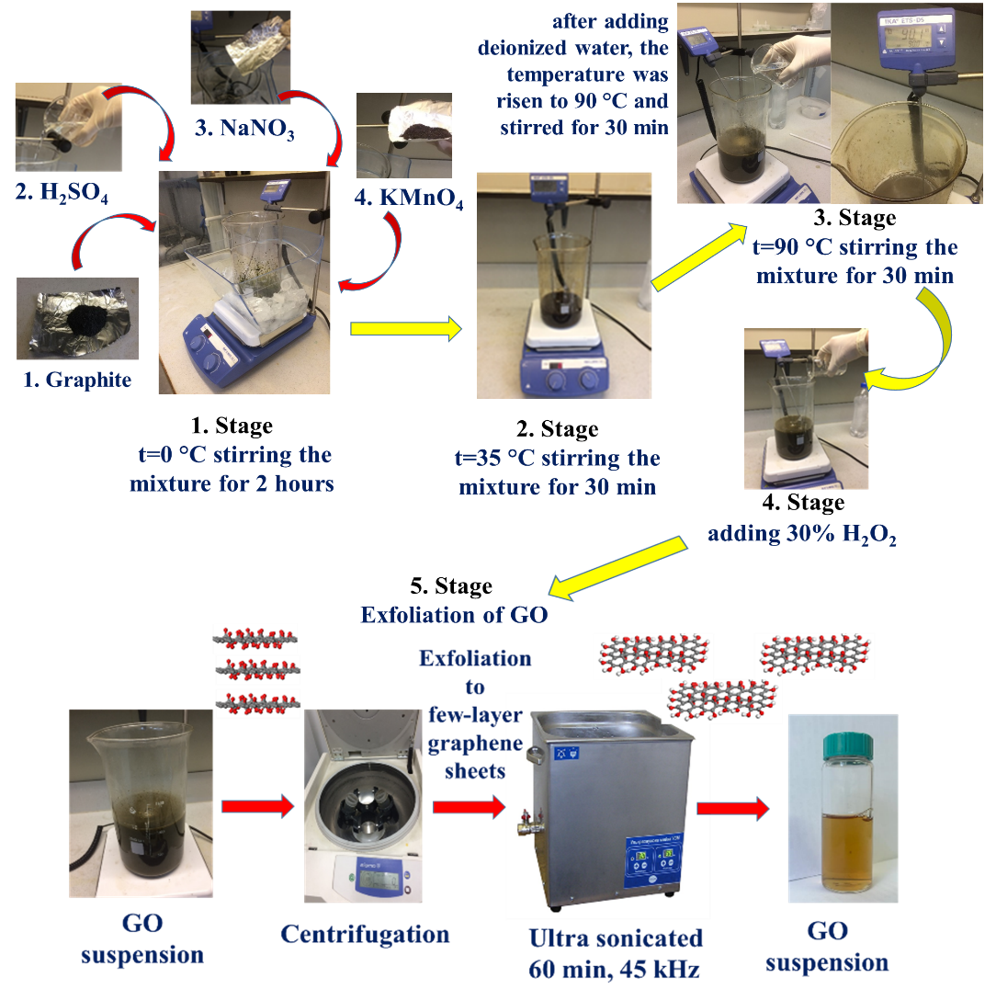 after adding
deionized water, the
temperature was
risen to 90 °C and
stirred for 30 min
IKA® ETS-D5
3. NaNO₃
2. H₂SO₄
4. KMnO₄
1. Graphite
3. Stage
t=90 °C stirring the
mixture for 30 min
1. Stage
t=0 °C stirring the
mixture for 2 hours
2. Stage
t=35 °C stirring the
mixture for 30 min
4. Stage
adding 30% H₂O₂
5. Stage
Exfoliation of GO
Exfoliation
to
few-layer
graphene
sheets
GO
suspension
Centrifugation
Ultra sonicated
60 min, 45 kHz
GO
suspension